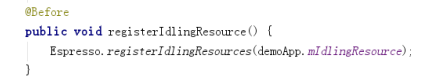 @Before
public void registerIdlingResource() {
    Espresso.registerIdlingResources(demoApp.mIdlingResource);
}